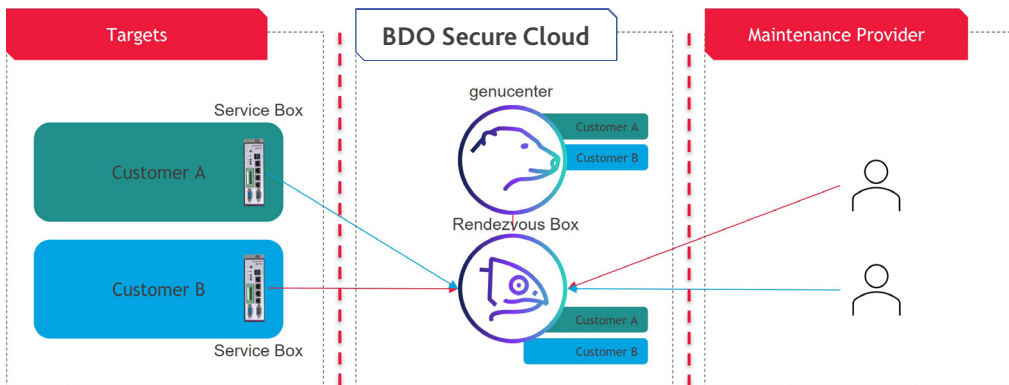 Targets
BDO Secure Cloud
Maintenance Provider
genucenter
Service Box
Customer A
Customer B
Customer A
Rendezvous Box
Customer B
Customer A
Customer B
Service Box